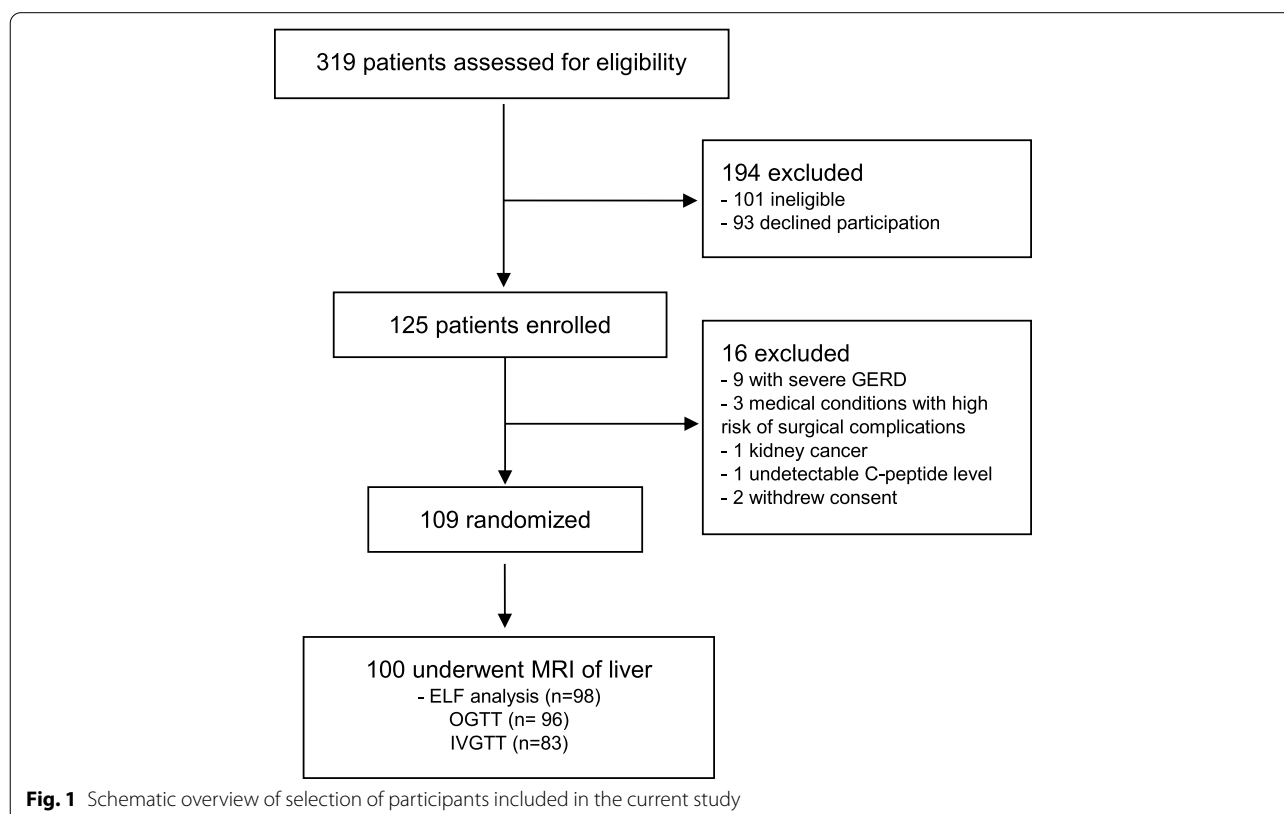 319 patients assessed for eligibility
194 excluded
- 101 ineligible
- 93 declined participation
125 patients enrolled
16 excluded
- 9 with severe GERD
- 3 medical conditions with high
risk of surgical complications
- 1 kidney cancer
- 1 undetectable C-peptide level
- 2 withdrew consent
109 randomized
100 underwent MRI of liver
- ELF analysis (n=98)
OGTT (n= 96)
IVGTT (n=83)
Fig. 1 Schematic overview of selection of participants included in the current study